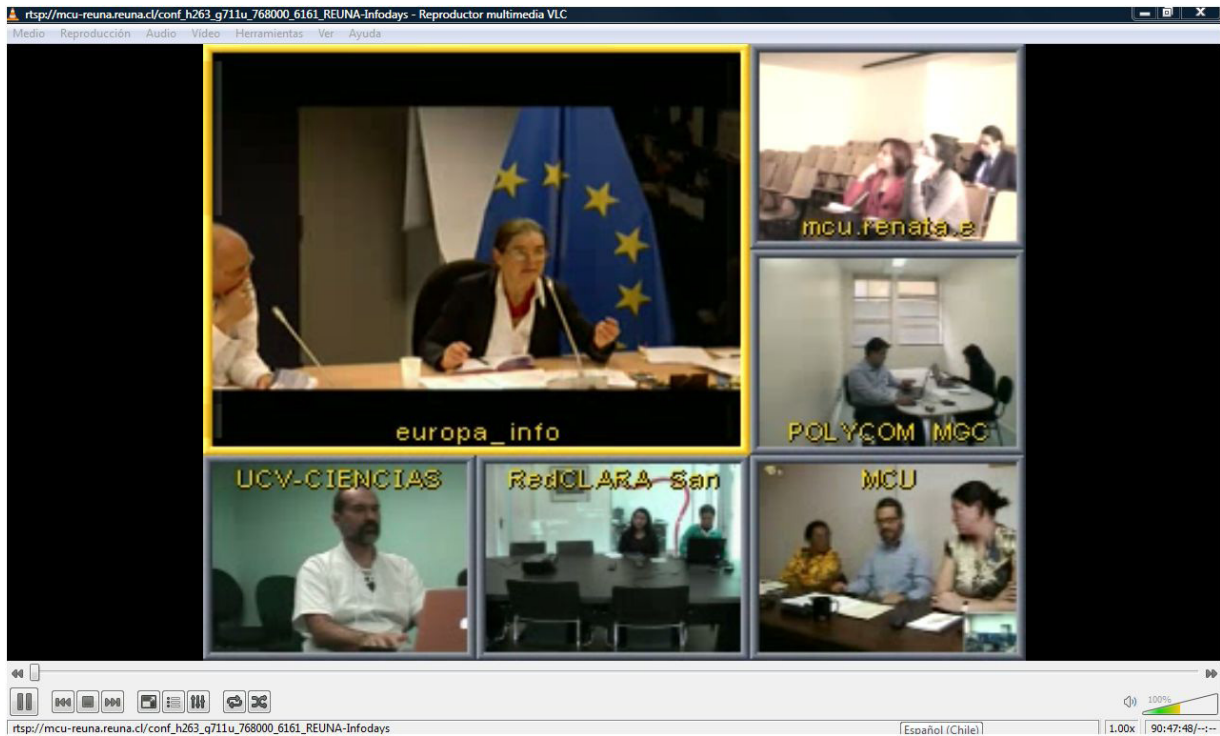 rtsp://mcu-reuna.reuna.cl/conf_h263_g711u_768000_6161_REUNA-Infodays - Reproductor multimedia VLC
Medio Reproducción Audio Vídeo Herramientas Ver Ayuda
mcu.renata.e
europa_info
POLYCOM MGC
UCV-CIENCIAS
RedCLARA San
MCU
100%
rtsp://mcu-reuna.reuna.cl/conf_h263_g711u_768000_6161_REUNA-Infodays
Español (Chile)
1.00x
90:47:48/--:--